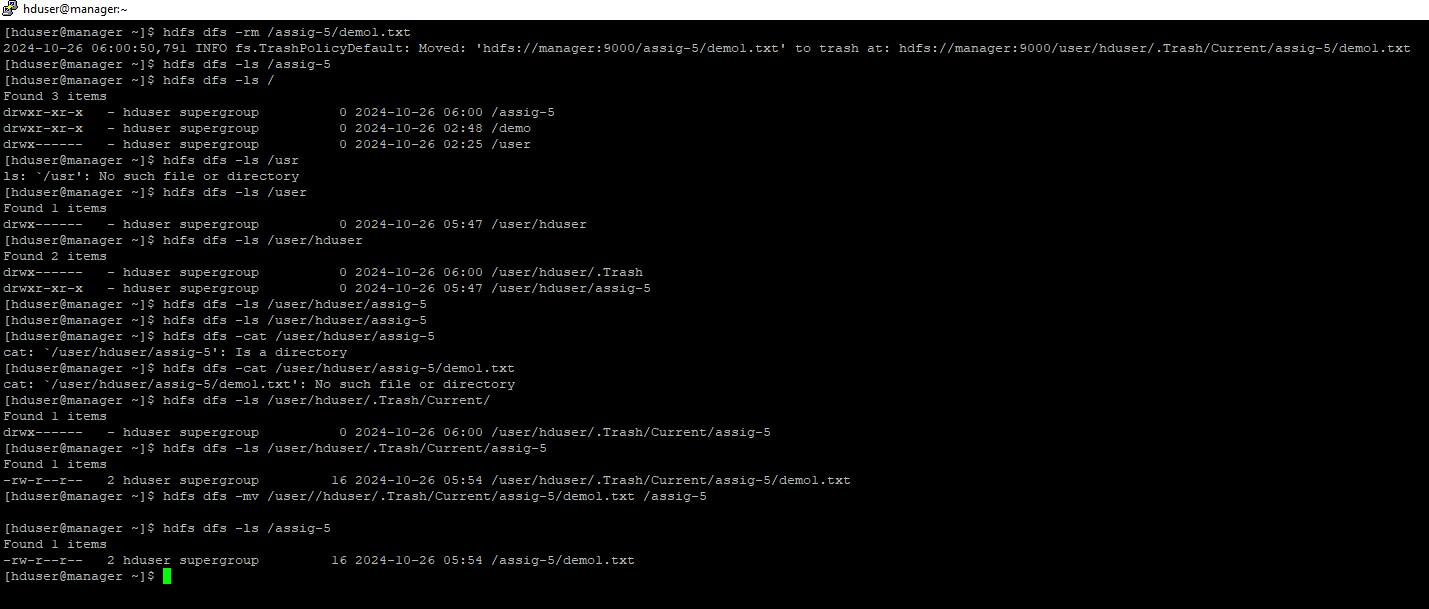 hduser@manager:~
[hduser@manager ~]$ hdfs dfs -rm /assig-5/demo1.txt
2024-10-26 06:00:50,791 INFO fs.TrashPolicyDefault: Moved: 'hdfs://manager:9000/assig-5/demo1.txt' to trash at: hdfs://manager:9000/user/hduser/.Trash/Current/assig-5/demo1.txt
[hduser@manager ~]$ hdfs dfs -ls /assig-5
[hduser@manager ~]$ hdfs dfs -ls /
Found 3 items
drwxr-xr-x   - hduser supergroup          0 2024-10-26 06:00 /assig-5
drwxr-xr-x   - hduser supergroup          0 2024-10-26 02:48 /demo
drwx------   - hduser supergroup          0 2024-10-26 02:25 /user
[hduser@manager ~]$ hdfs dfs -ls /usr
ls: `/usr': No such file or directory
[hduser@manager ~]$ hdfs dfs -ls /user
Found 1 items
drwx------   - hduser supergroup          0 2024-10-26 05:47 /user/hduser
[hduser@manager ~]$ hdfs dfs -ls /user/hduser
Found 2 items
drwx------   - hduser supergroup          0 2024-10-26 06:00 /user/hduser/.Trash
drwxr-xr-x   - hduser supergroup          0 2024-10-26 05:47 /user/hduser/assig-5
[hduser@manager ~]$ hdfs dfs -ls /user/hduser/assig-5
[hduser@manager ~]$ hdfs dfs -ls /user/hduser/assig-5
[hduser@manager ~]$ hdfs dfs -cat /user/hduser/assig-5
cat: `/user/hduser/assig-5': Is a directory
[hduser@manager ~]$ hdfs dfs -cat /user/hduser/assig-5/demo1.txt
cat: `/user/hduser/assig-5/demo1.txt': No such file or directory
[hduser@manager ~]$ hdfs dfs -ls /user/hduser/.Trash/Current/
Found 1 items
drwx------   - hduser supergroup          0 2024-10-26 06:00 /user/hduser/.Trash/Current/assig-5
[hduser@manager ~]$ hdfs dfs -ls /user/hduser/.Trash/Current/assig-5
Found 1 items
-rw-r--r--   2 hduser supergroup         16 2024-10-26 05:54 /user/hduser/.Trash/Current/assig-5/demo1.txt
[hduser@manager ~]$ hdfs dfs -mv /user//hduser/.Trash/Current/assig-5/demo1.txt /assig-5
[hduser@manager ~]$ hdfs dfs -ls /assig-5
Found 1 items
-rw-r--r--   2 hduser supergroup         16 2024-10-26 05:54 /assig-5/demo1.txt
[hduser@manager ~]$